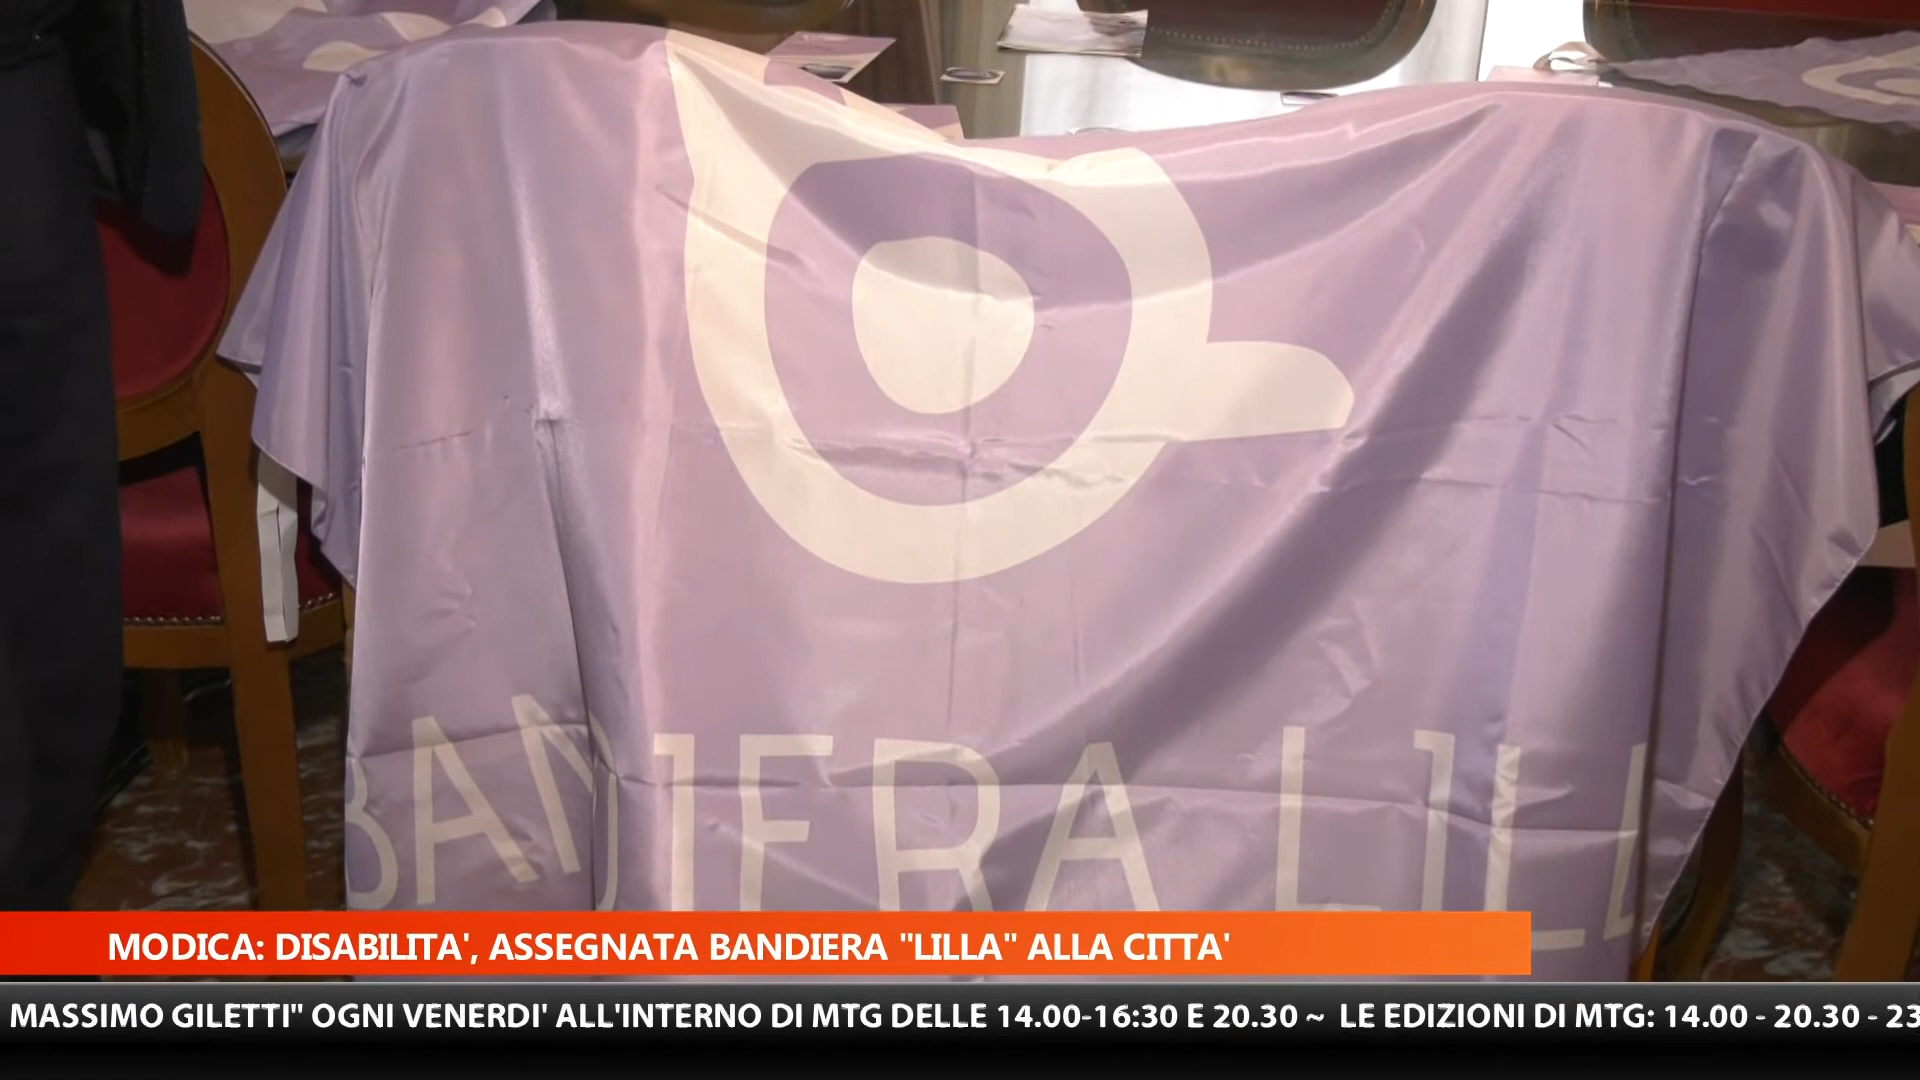 BANDIERA LILLA
MODICA: DISABILITA', ASSEGNATA BANDIERA "LILLA" ALLA CITTA'
MASSIMO GILETTI" OGNI VENERDI' ALL'INTERNO DI MTG DELLE 14.00-16:30 E 20.30 ~ LE EDIZIONI DI MTG: 14.00 - 20.30 - 23